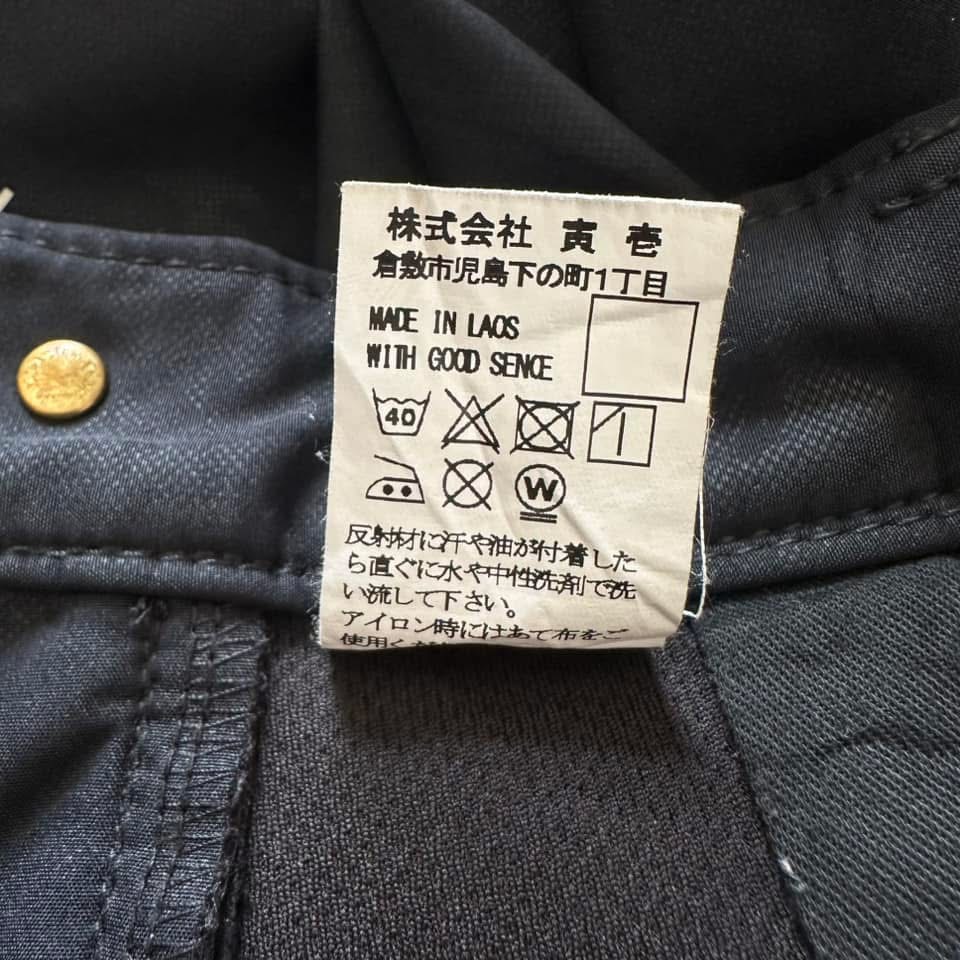 株式会社 寅壱
倉敷市児島下の町1丁目
MADE IN LAOS
WITH GOOD SENCE
40
W
反射材に汗や油が付着した
ら直ぐに水や中性洗剤で洗
い流して下さい。
アイロン時にはあて布をご
使用く